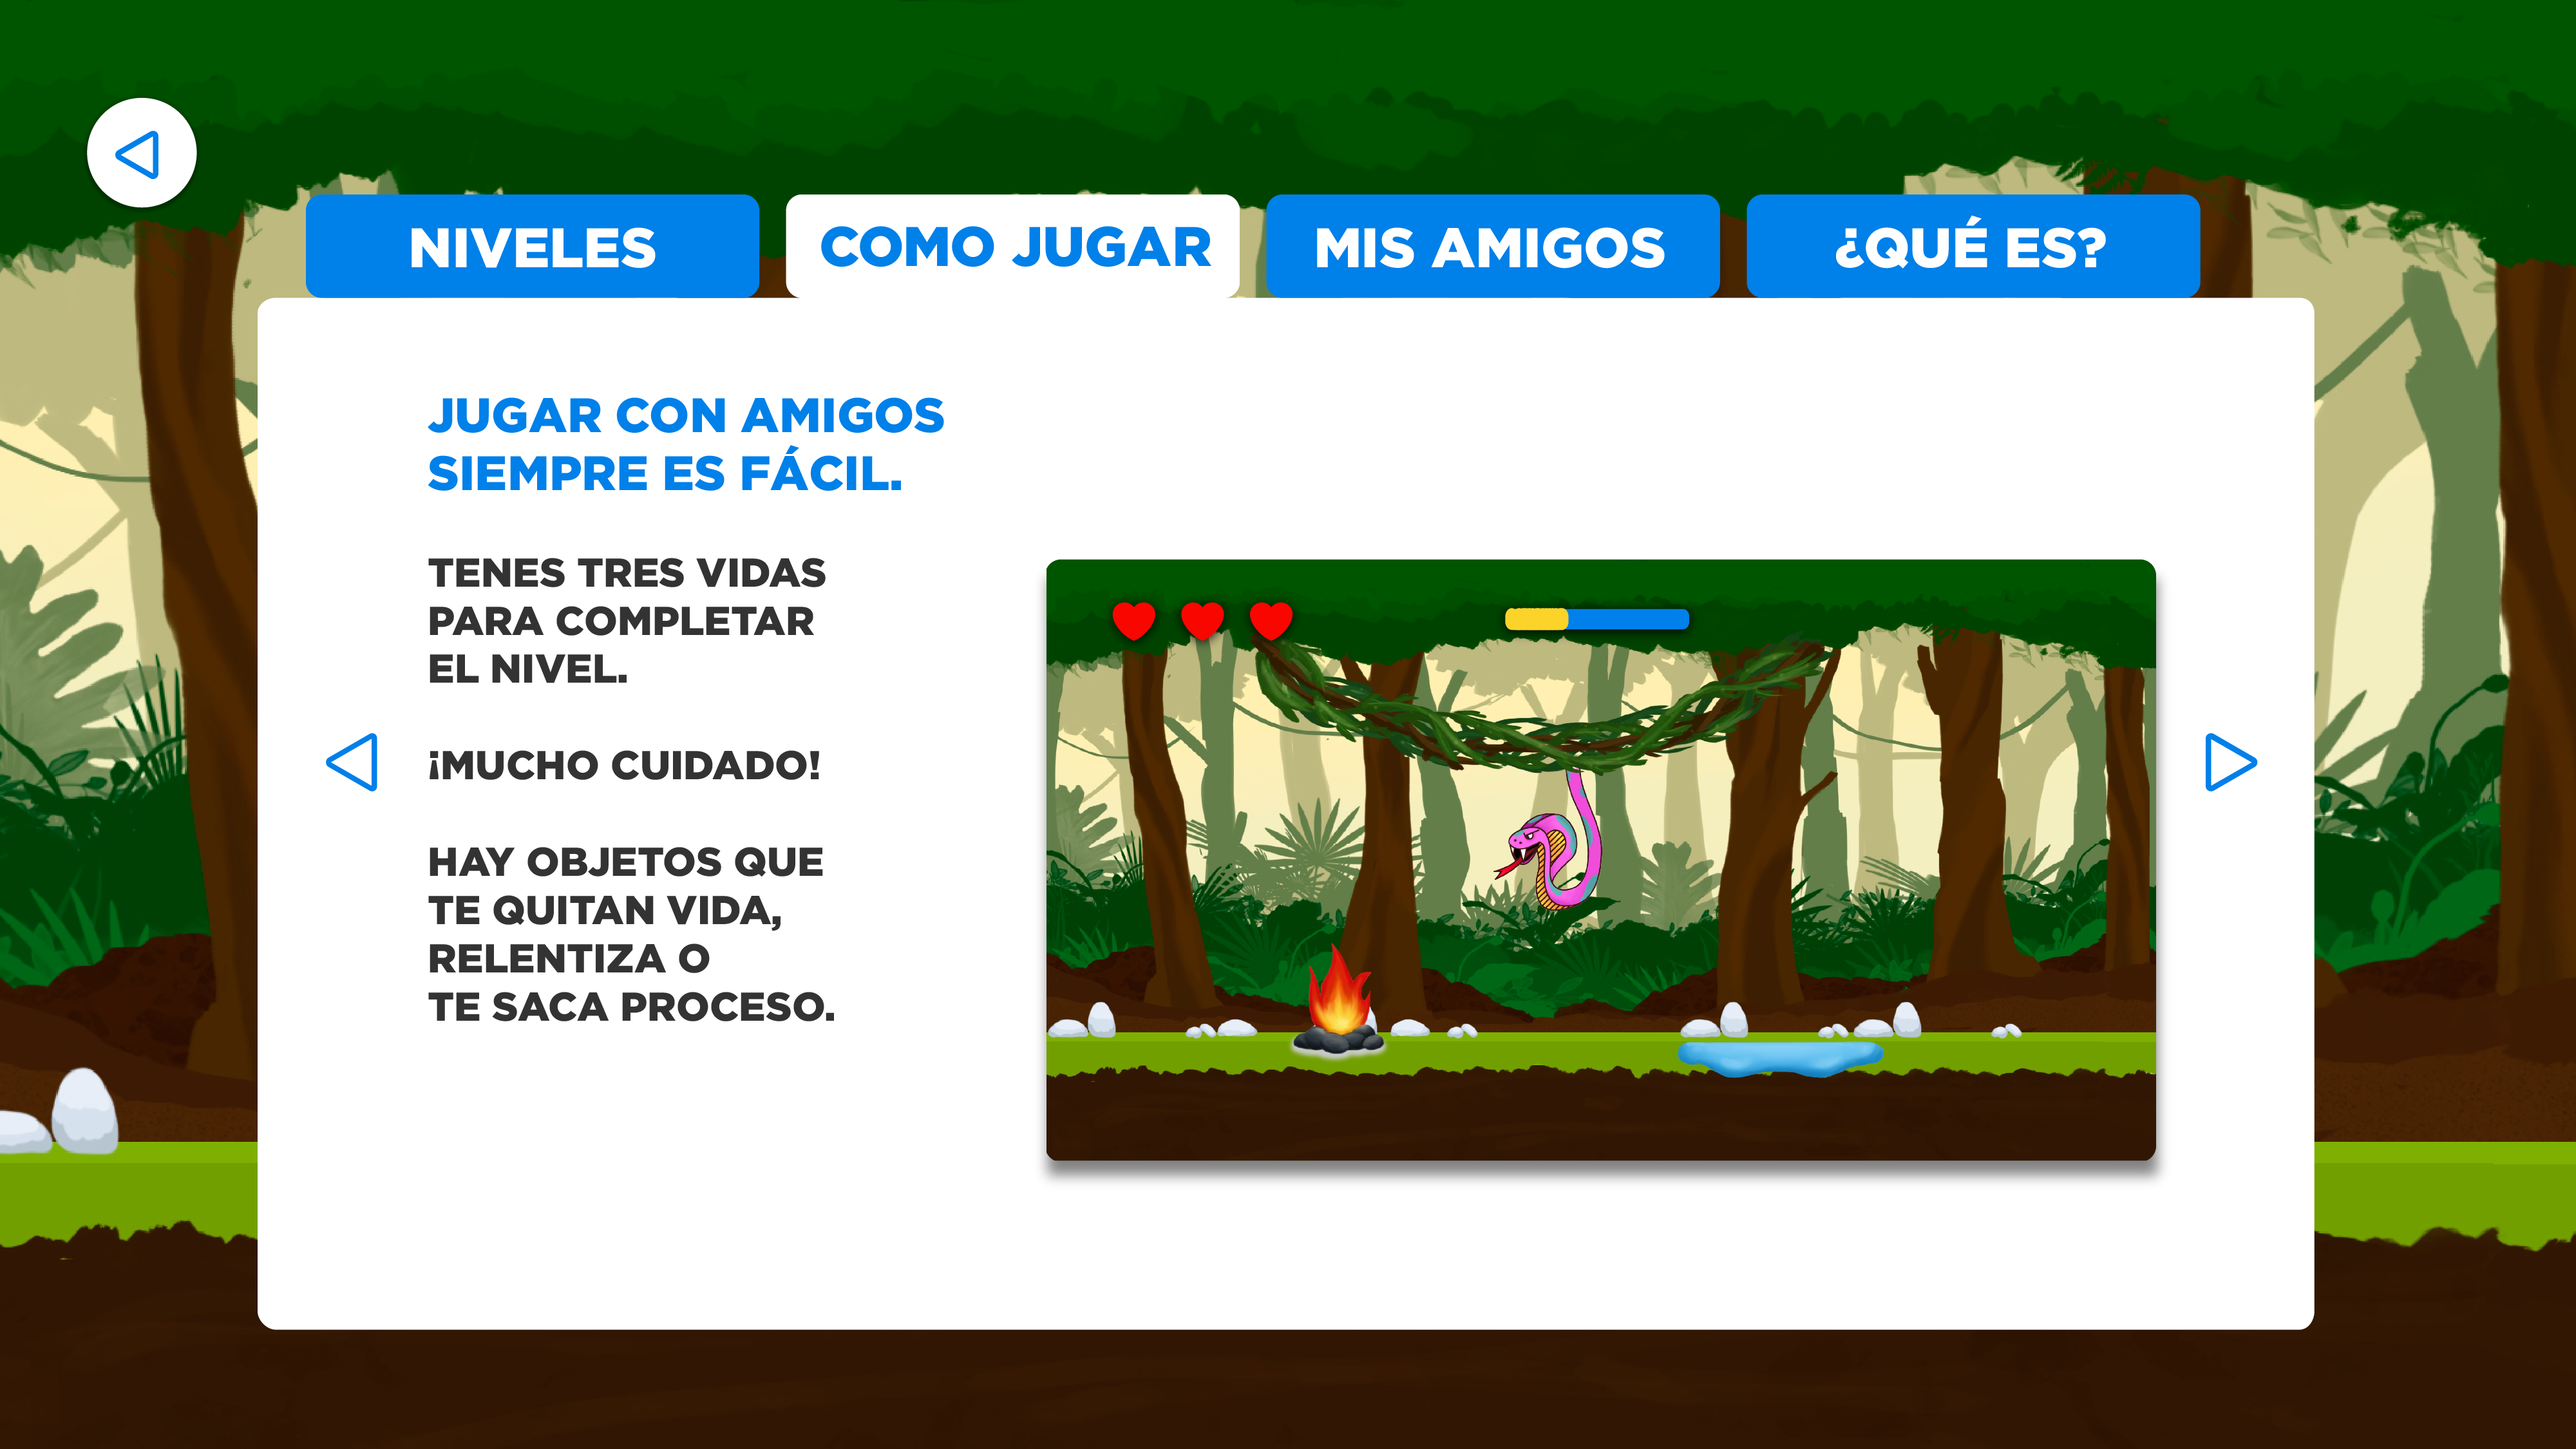 NIVELES
COMO JUGAR
MIS AMIGOS
¿QUÉ ES?
JUGAR CON AMIGOS
SIEMPRE ES FÁCIL.
TENES TRES VIDAS
PARA COMPLETAR
EL NIVEL.
¡MUCHO CUIDADO!
HAY OBJETOS QUE
TE QUITAN VIDA,
RELENTIZA O
TE SACA PROCESO.